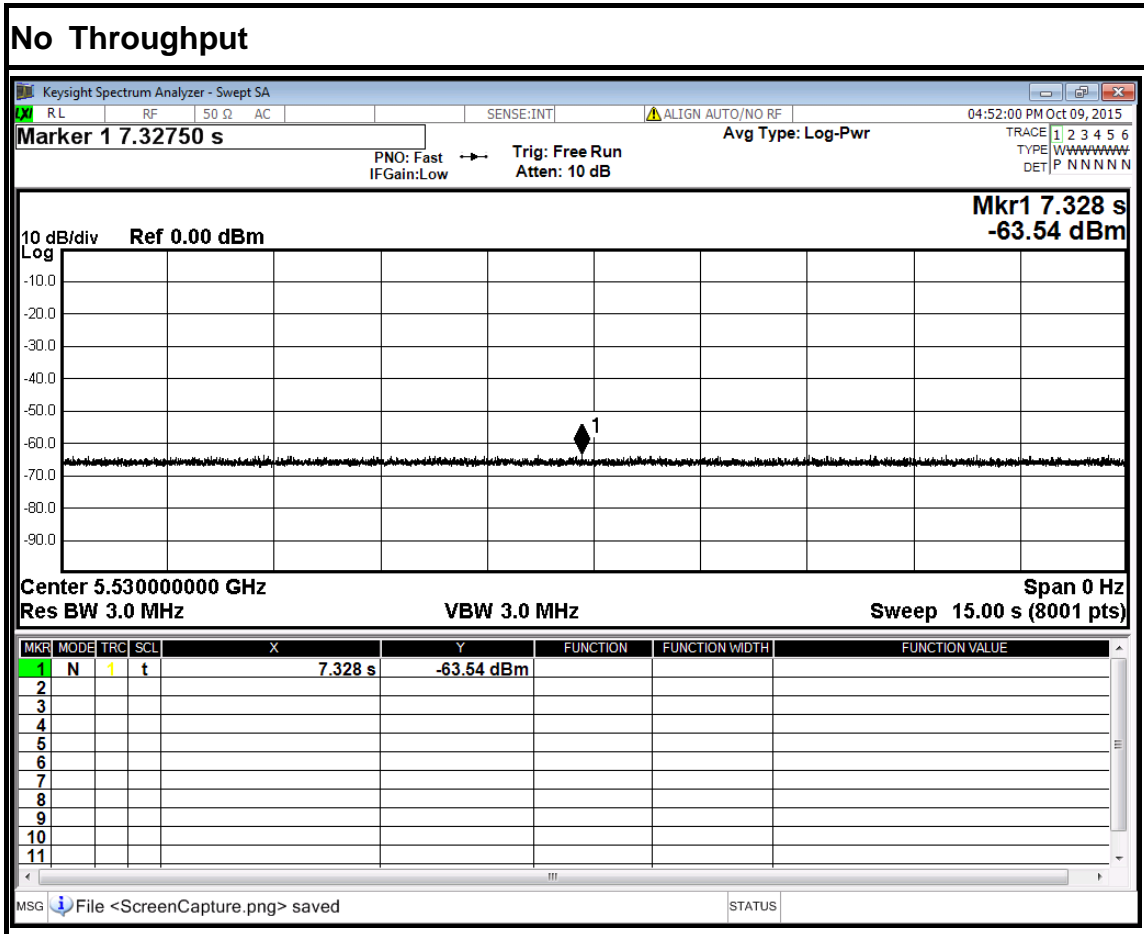 No Throughput
Keysight Spectrum Analyzer - Swept SA
LXI RL RF 50 Ω AC SENSE:INT ALIGN AUTO/NO RF 04:52:00 PM Oct 09, 2015
Marker 1 7.32750 s
PNO: Fast
IFGain:Low
Trig: Free Run
Atten: 10 dB
Avg Type: Log-Pwr
TRACE 1 2 3 4 5 6
TYPE W W W W W W
DET P N N N N N
Mkr1 7.328 s
-63.54 dBm
10 dB/div Ref 0.00 dBm
Log
-10.0
-20.0
-30.0
-40.0
-50.0
1
-60.0
-70.0
-80.0
-90.0
Center 5.530000000 GHz Span 0 Hz
Res BW 3.0 MHz VBW 3.0 MHz Sweep 15.00 s (8001 pts)
MKR MODE TRC SCL X Y FUNCTION FUNCTION WIDTH FUNCTION VALUE
1 N 1 t 7.328 s -63.54 dBm
2
3
4
5
6
7
8
9
10
11
MSG File <ScreenCapture.png> saved STATUS